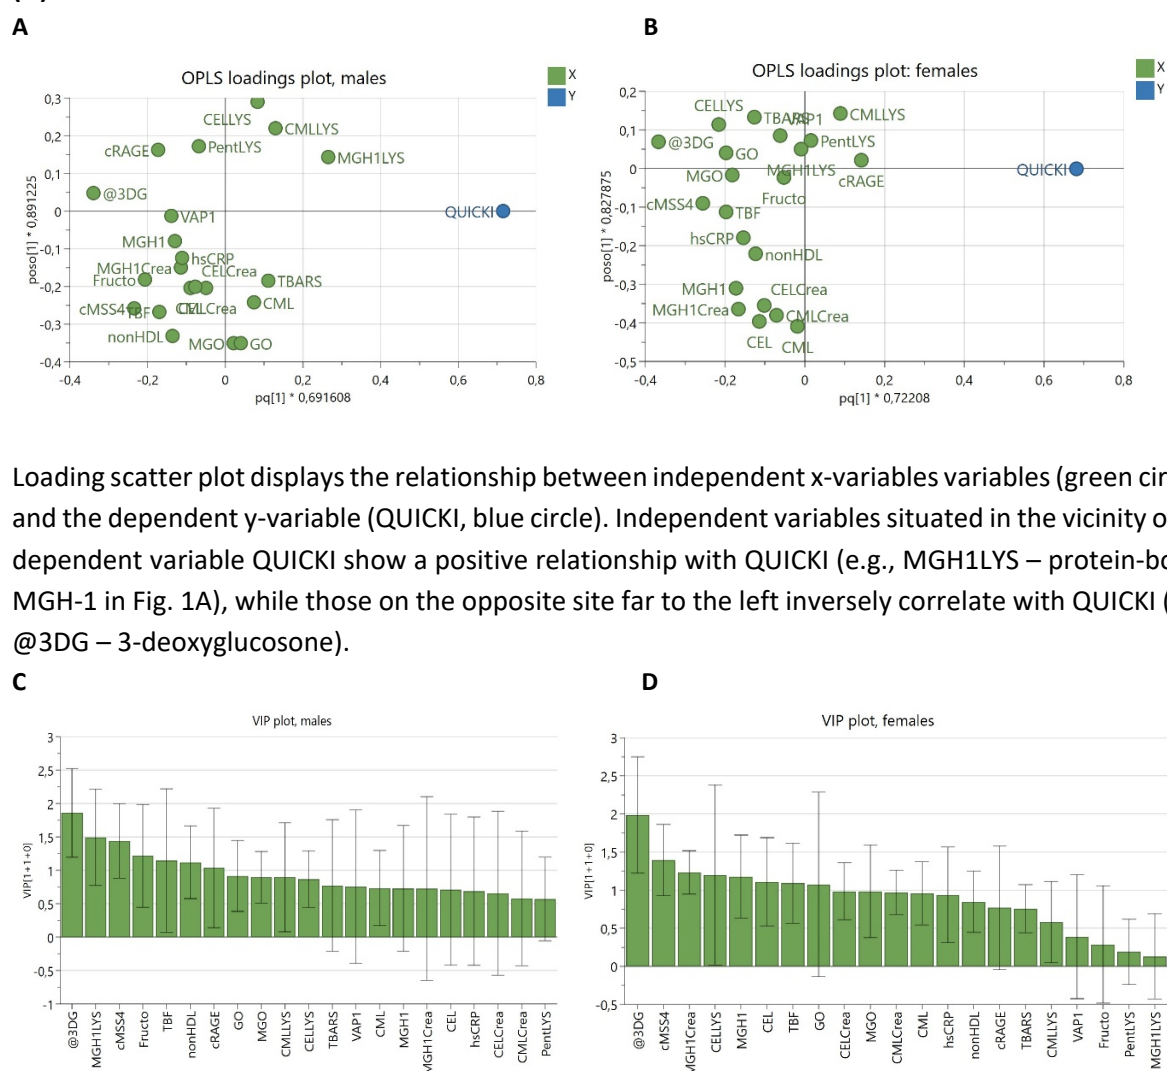 A
B
OPLS loadings plot, males
X
Y
0,3
0,2
0,1
0
-0,1
-0,2
-0,3
-0,4
poso[1] * 0,891225
CELLYS
CMLLYS
cRAGE
PentLYS
MGH1LYS
@3DG
QUICKI
VAP1
MGH1
hsCRP
MGH1Crea
CELCrea
Fructo
TBARS
cMSS4
TBF
CML
nonHDL
MGO
GO
-0,4
-0,2
0
0,2
0,4
0,6
0,8
pq[1] * 0,691608
OPLS loadings plot: females
X
Y
0,2
0,1
0
-0,1
-0,2
-0,3
-0,4
-0,5
poso[1] * 0,827875
CELLYS
TBARS
VAP1
CMLLYS
@3DG
GO
PentLYS
MGO
MGH1LYS
cRAGE
QUICKI
cMSS4
TBF
Fructo
hsCRP
nonHDL
MGH1
CELCrea
MGH1Crea
CMLCrea
CEL
CML
-0,4
-0,2
0
0,2
0,4
0,6
0,8
pq[1] * 0,72208
Loading scatter plot displays the relationship between independent x-variables variables (green cir
and the dependent y-variable (QUICKI, blue circle). Independent variables situated in the vicinity o
dependent variable QUICKI show a positive relationship with QUICKI (e.g., MGH1LYS – protein-bo
MGH-1 in Fig. 1A), while those on the opposite site far to the left inversely correlate with QUICKI (
@3DG – 3-deoxyglucosone).
C
D
VIP plot, males
3
2,5
2
1,5
1
0,5
0
-0,5
-1
VIP[1+1+0]
@3DG
MGH1LYS
cMSS4
Fructo
TBF
nonHDL
cRAGE
GO
MGO
CMLLYS
CELLYS
TBARS
VAP1
CML
MGH1
MGH1Crea
CEL
hsCRP
CELCrea
CMLCrea
PentLYS
VIP plot, females
3
2,5
2
1,5
1
0,5
0
-0,5
VIP[1+1+0]
@3DG
cMSS4
MGH1Crea
CELLYS
MGH1
CEL
TBF
GO
CELCrea
MGO
CMLCrea
CML
hsCRP
nonHDL
cRAGE
TBARS
CMLLYS
VAP1
Fructo
PentLYS
MGH1LYS